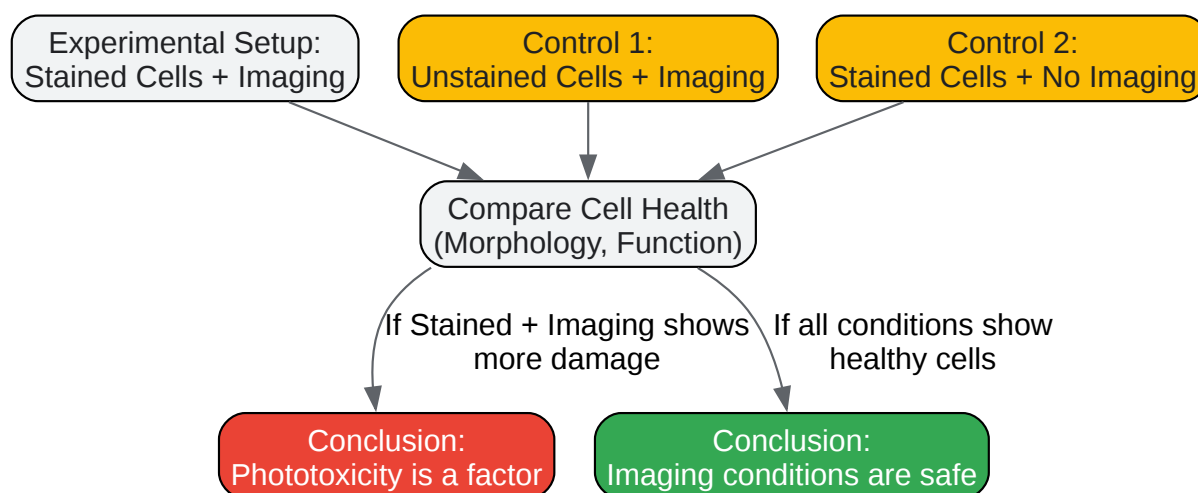 Experimental Setup:
Stained Cells + Imaging
Control 1:
Unstained Cells + Imaging
Control 2:
Stained Cells + No Imaging
Compare Cell Health
(Morphology, Function)
If Stained + Imaging shows
more damage
If all conditions show
healthy cells
Conclusion:
Phototoxicity is a factor
Conclusion:
Imaging conditions are safe